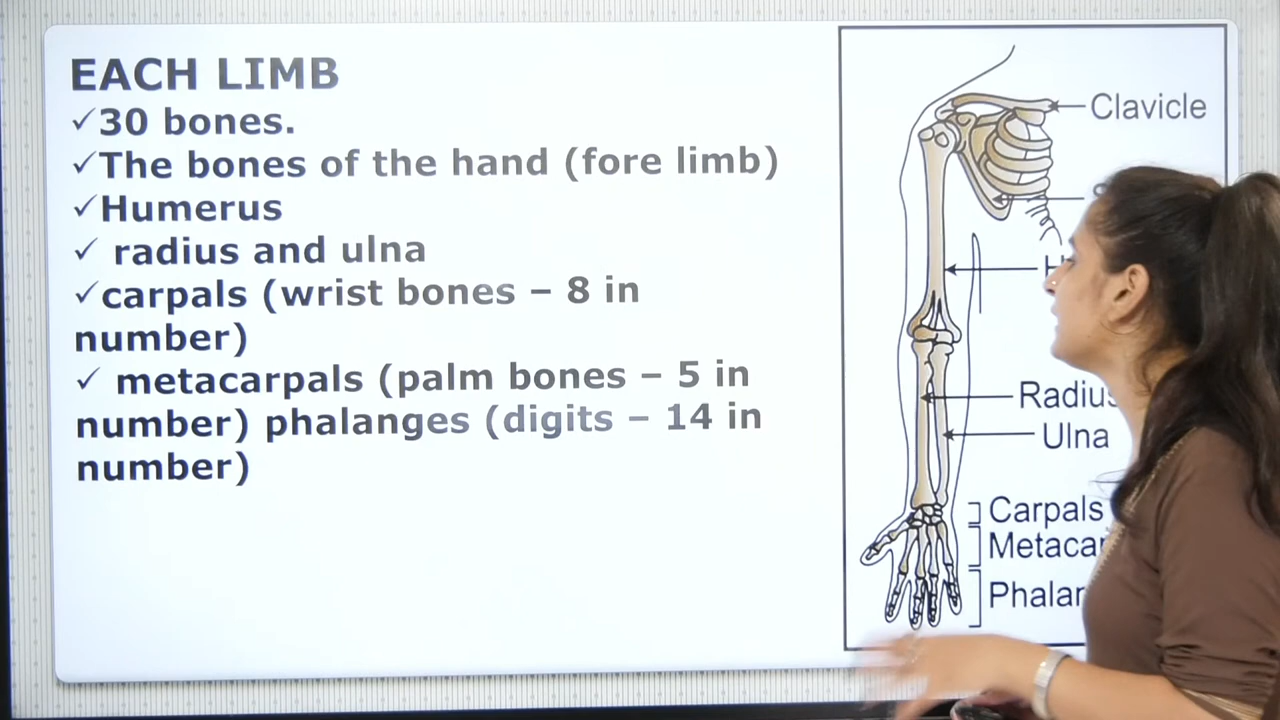 EACH LIMB
✓30 bones.
✓The bones of the hand (fore limb)
✓Humerus
✓ radius and ulna
✓carpals (wrist bones – 8 in
number)
✓ metacarpals (palm bones – 5 in
number) phalanges (digits – 14 in
number)
Clavicle
Radius
Ulna
Carpals